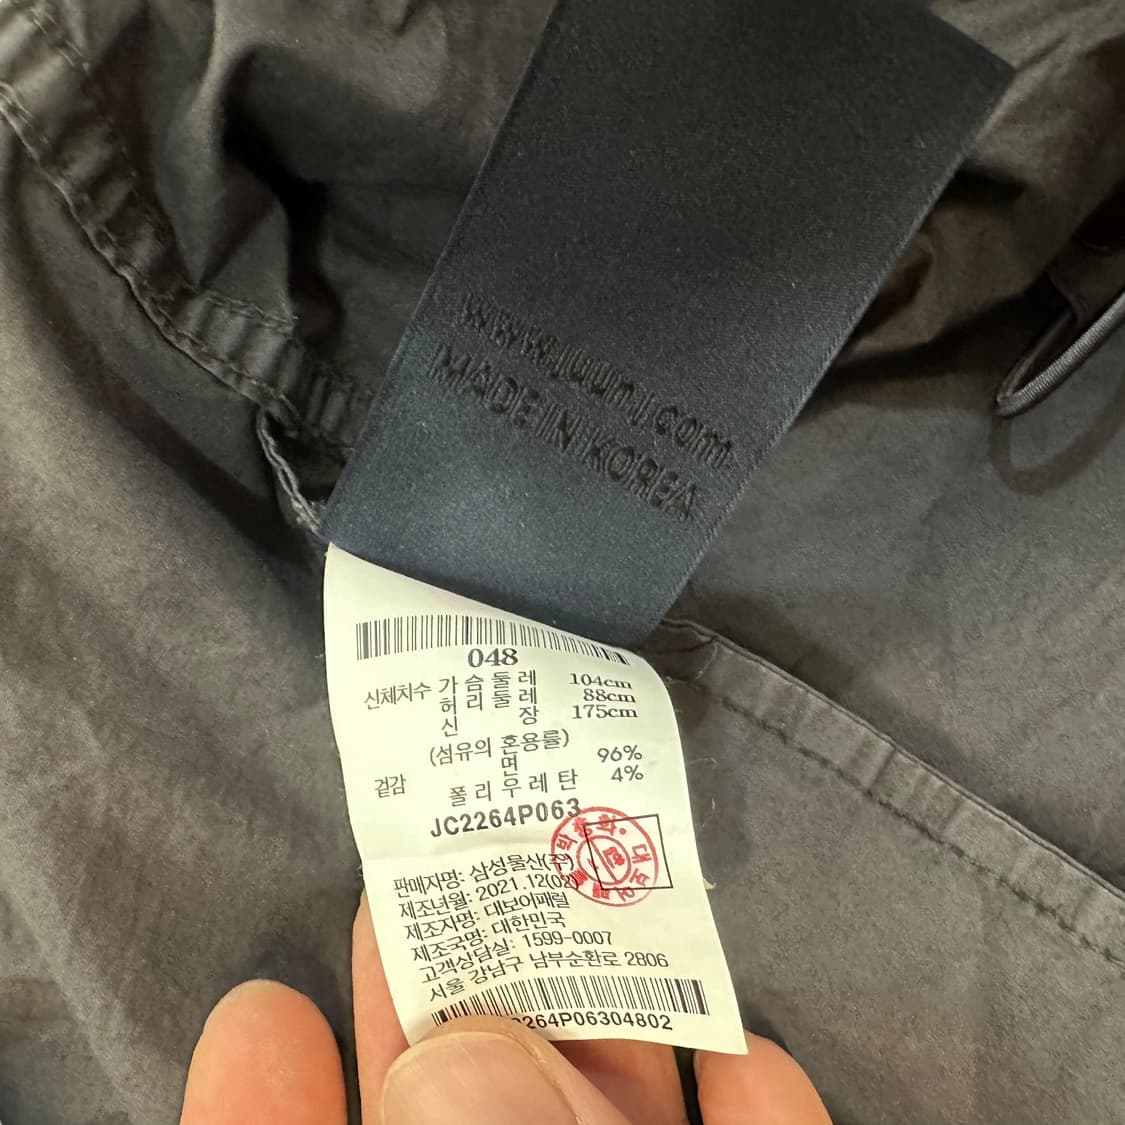 www.juunj.com
MADE IN KOREA
048
신체치수 가슴둘레 104cm
허리둘레 88cm
신장 175cm
(섬유의 혼용률)
겉감 면 96%
폴리우레탄 4%
JC2264P063
판매자명: 삼성물산(주)
제조년월: 2021.12(02)
제조자명: 대보어패럴
제조국명: 대한민국
고객상담실: 1599-0007
서울 강남구 남부순환로 2806
2264P06304802